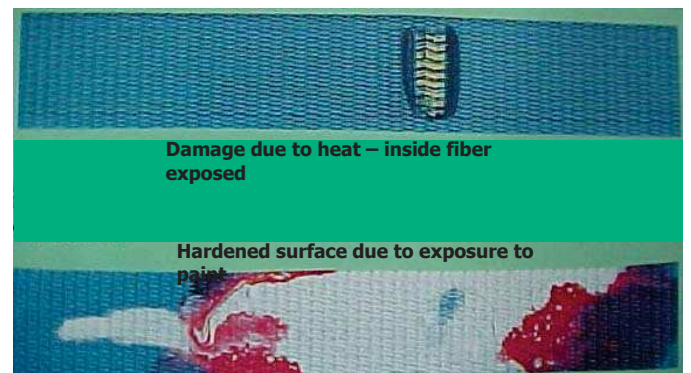 Damage due to heat – inside fiber
exposed
Hardened surface due to exposure to
paint